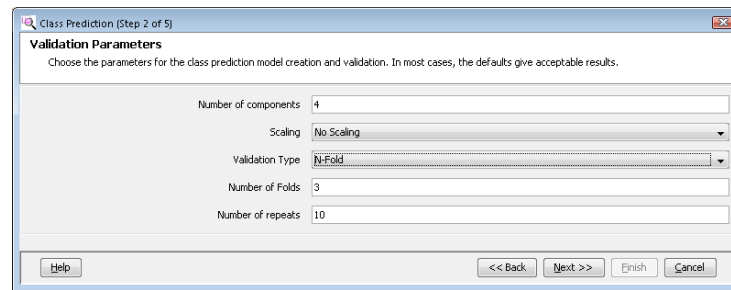 Class Prediction (Step 2 of 5)
Validation Parameters
Choose the parameters for the class prediction model creation and validation. In most cases, the defaults give acceptable results.
Number of components 4
Scaling No Scaling
Validation Type N-Fold
Number of Folds 3
Number of repeats 10
Help << Back Next >> Finish Cancel